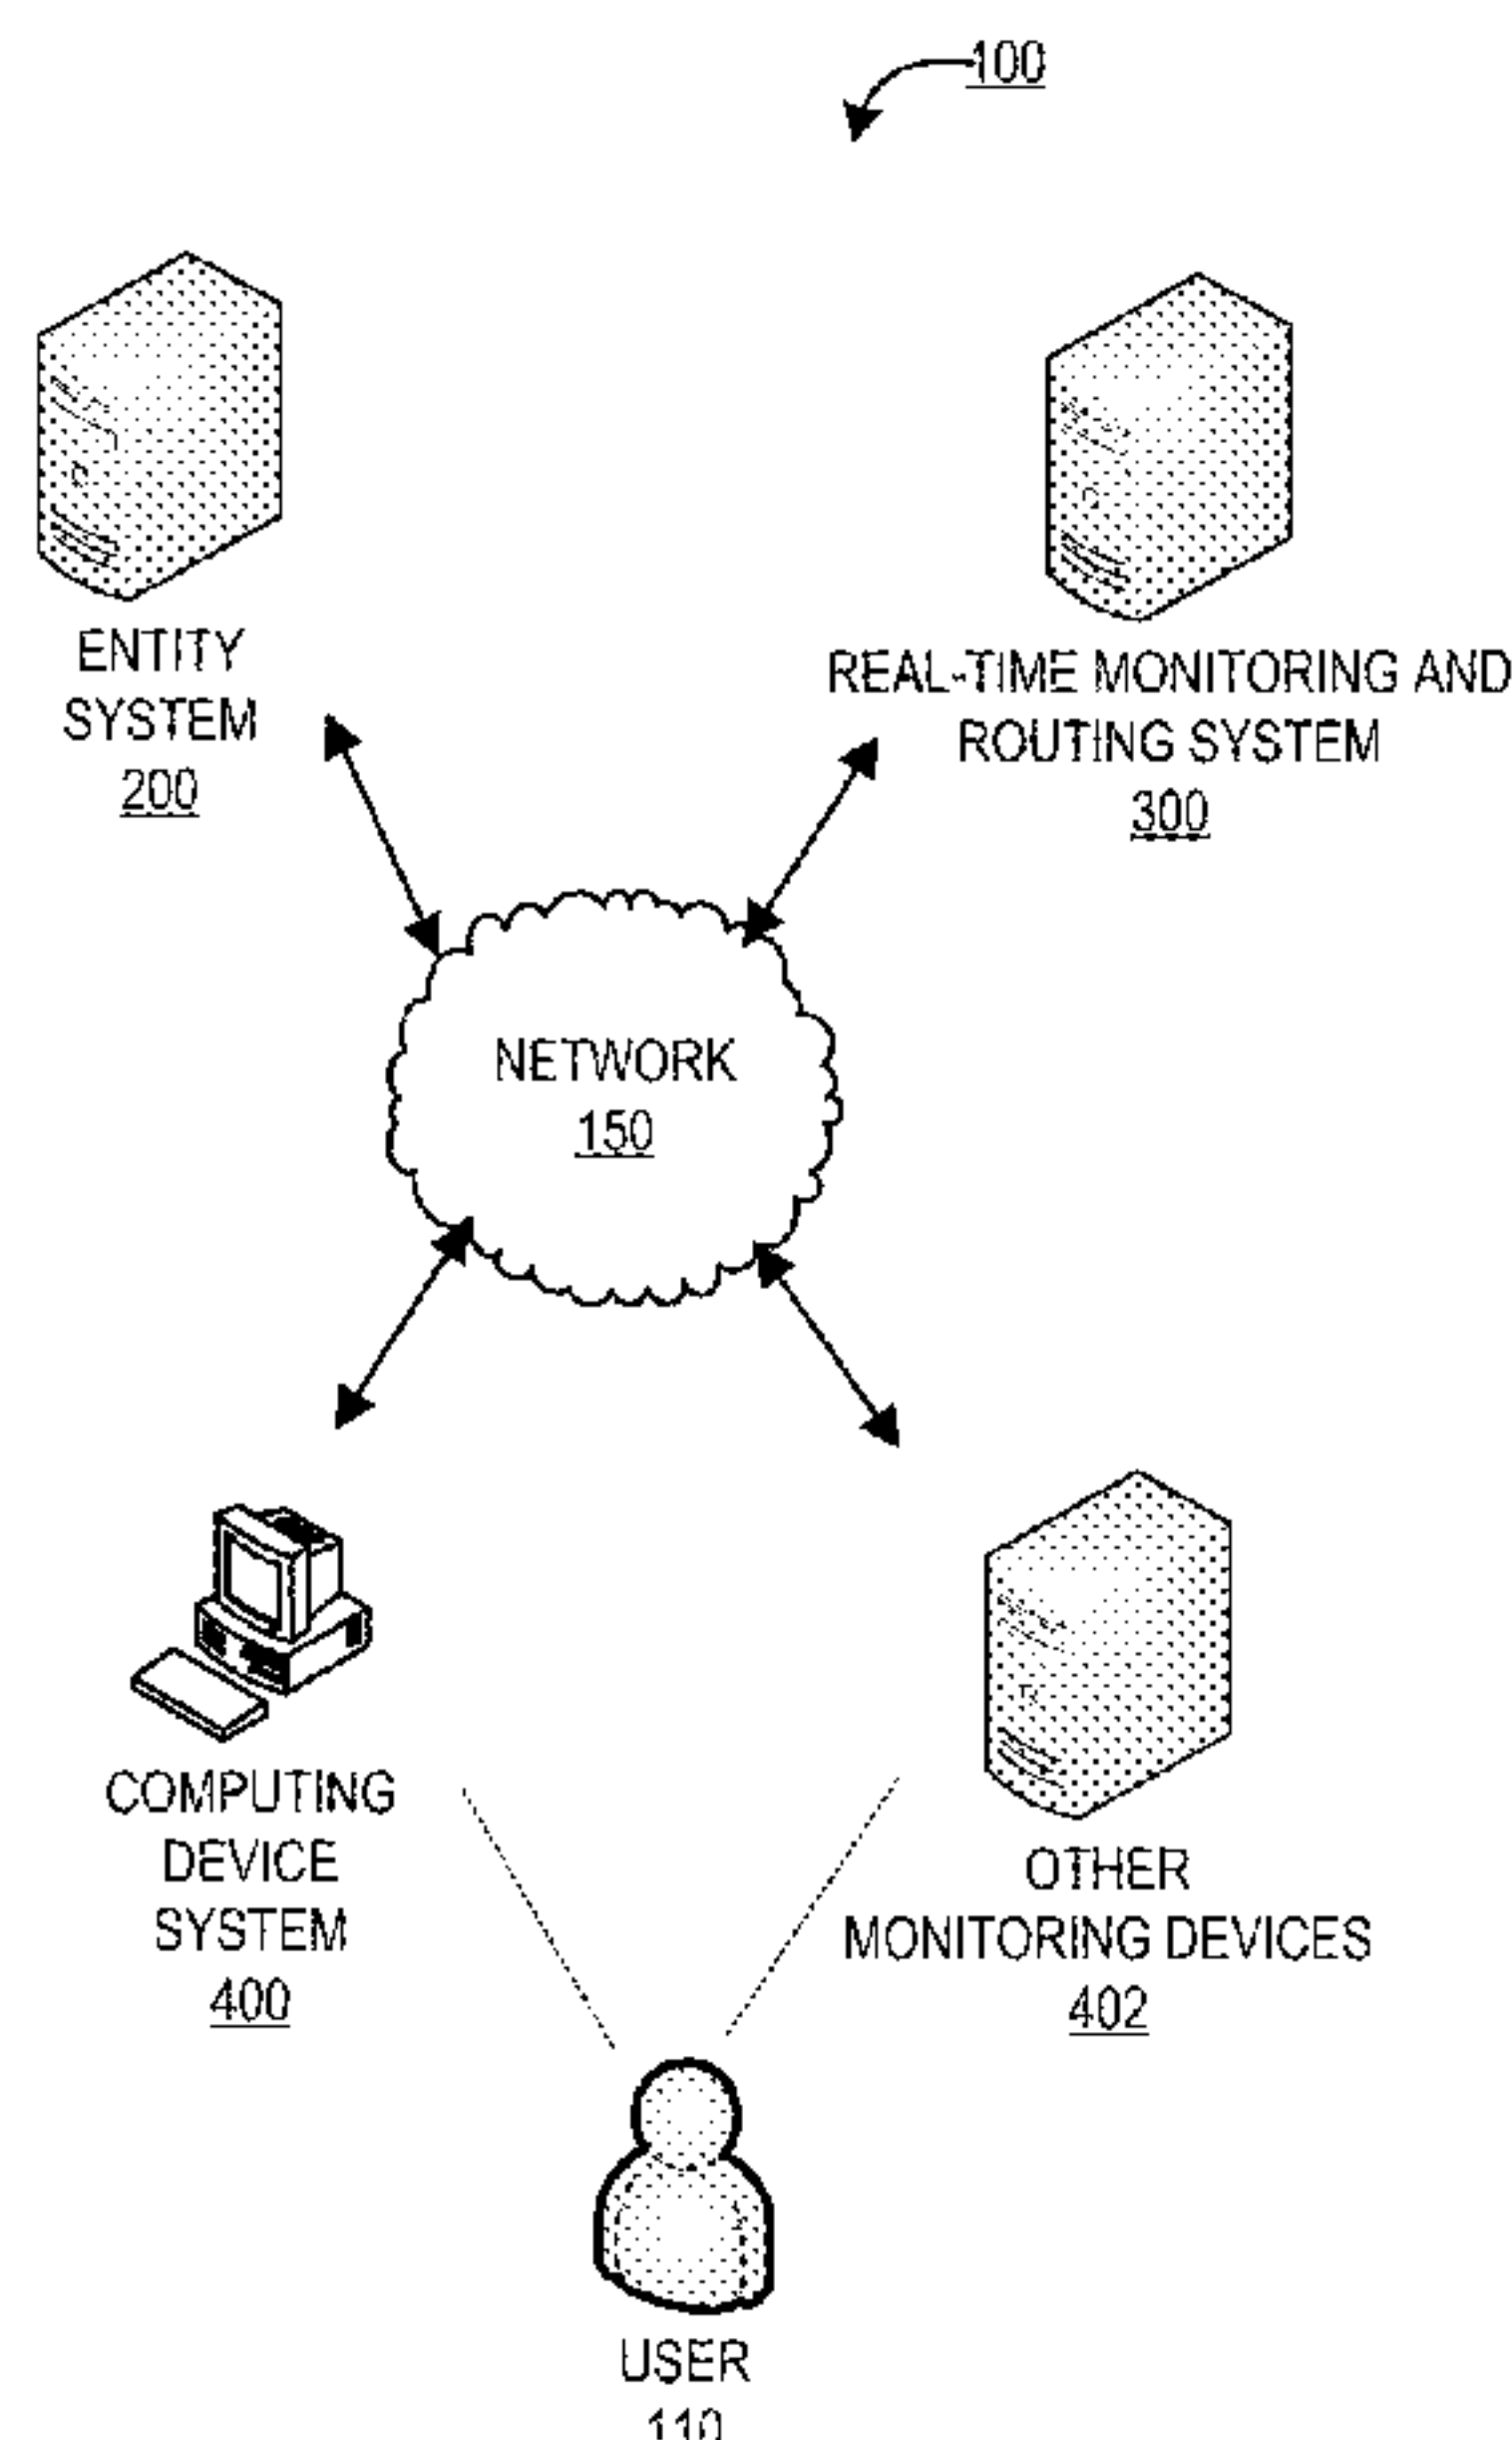 100
ENTITY
SYSTEM
200
REAL-TIME MONITORING AND
ROUTING SYSTEM
300
NETWORK
150
COMPUTING
DEVICE
SYSTEM
400
OTHER
MONITORING DEVICES
402
USER
110